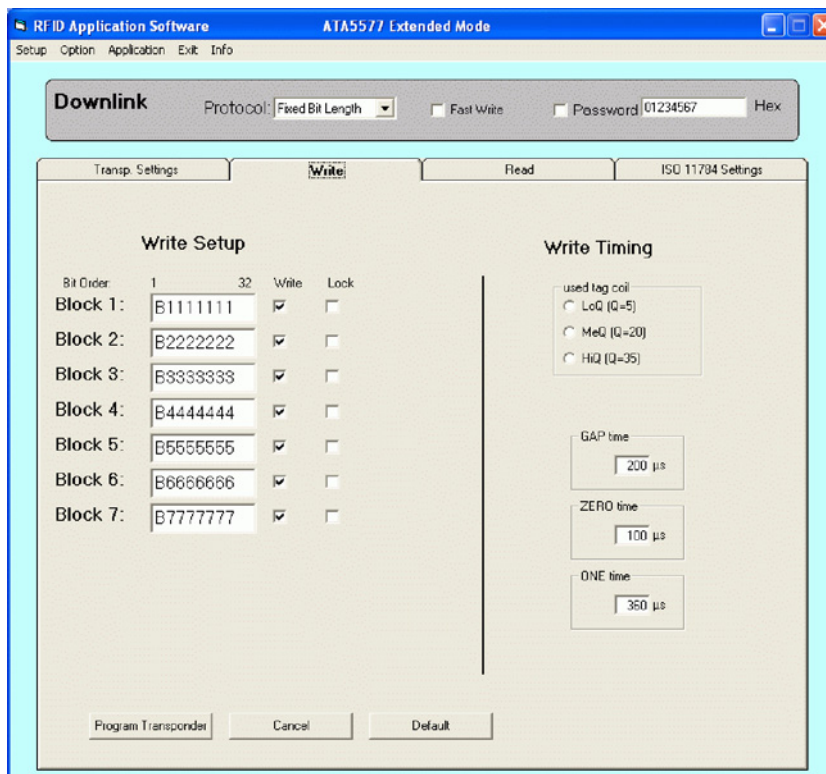 RFID Application Software ATA5577 Extended Mode
Setup Option Application Exit Info
Downlink Protocol: Fixed Bit Length Fast Write Password 01234567 Hex
Transp. Settings Write Read ISO 11784 Settings
Write Setup
Bit Order: 1 32 Write Lock
Block 1: B1111111
Block 2: B2222222
Block 3: B3333333
Block 4: B4444444
Block 5: B5555555
Block 6: B6666666
Block 7: B7777777
Write Timing
used tag coil
LoQ (Q=5)
MeQ (Q=20)
HiQ (Q=35)
GAP time
200 µs
ZERO time
100 µs
ONE time
360 µs
Program Transponder Cancel Default